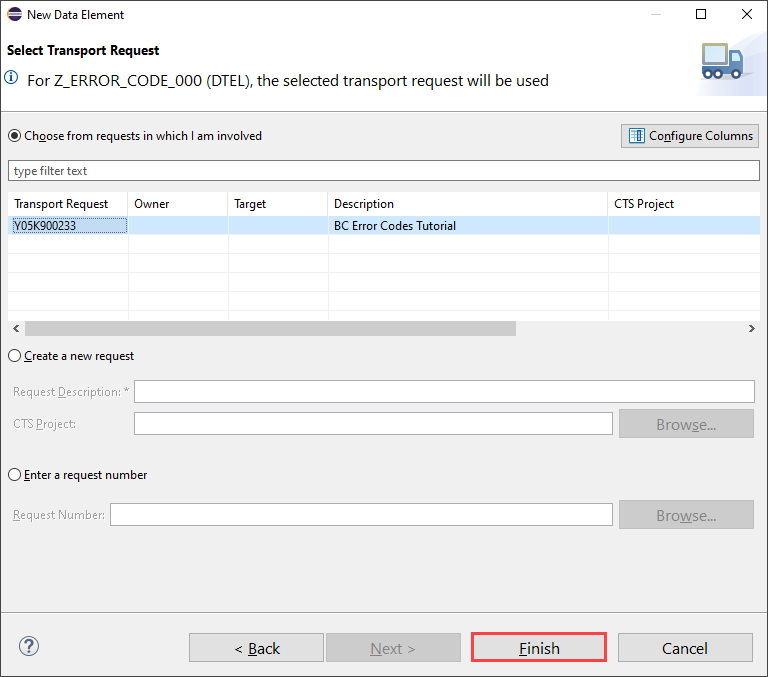 New Data Element
Select Transport Request
For Z_ERROR_CODE_000 (DTEL), the selected transport request will be used
Choose from requests in which I am involved
Configure Columns
type filter text
Transport Request Owner Target Description CTS Project
Y05K900233 BC Error Codes Tutorial
Create a new request
Request Description: *
CTS Project:
Browse...
Enter a request number
Request Number:
Browse...
? < Back Next > Finish Cancel